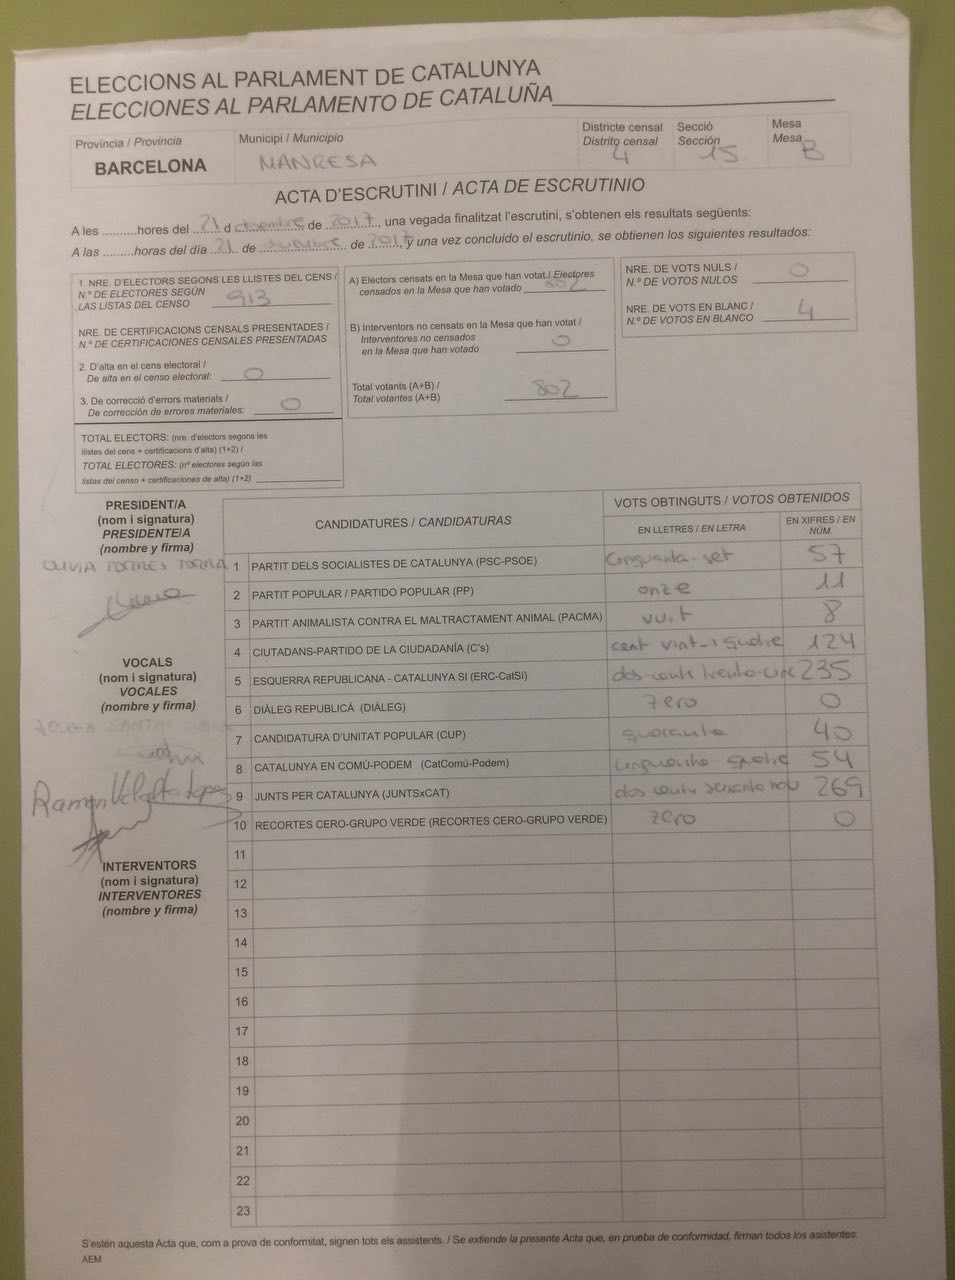 ELECCIONS AL PARLAMENT DE CATALUNYA
ELECCIONES AL PARLAMENTO DE CATALUÑA
Província / Provincia
BARCELONA
Municipi / Municipio
MANRESA
Districte censal
Distrito censal
4
Secció
Sección
15
Mesa
Mesa
B
ACTA D'ESCRUTINI / ACTA DE ESCRUTINIO
A les .........hores del 21 d desembre de 2017, una vegada finalitzat l'escrutini, s'obtenen els resultats següents:
A las .........horas del día 21 de de 2017, y una vez concluido el escrutinio, se obtienen los siguientes resultados:
1. NRE. D'ELECTORS SEGONS LES LLISTES DEL CENS /
N.º DE ELECTORES SEGÚN
LAS LISTAS DEL CENSO 913
NRE. DE CERTIFICACIONS CENSALS PRESENTADES /
N.º DE CERTIFICACIONES CENSALES PRESENTADAS
2. D'alta en el cens electoral /
De alta en el censo electoral: 0
3. De correcció d'errors materials /
De corrección de errores materiales: 0
TOTAL ELECTORS: (nre. d'electors segons les
llistes del cens + certificacions d'alta) (1+2) /
TOTAL ELECTORES: (nº electores según las
listas del censo + certificaciones de alta) (1+2)
A) Electors censats en la Mesa que han votat / Electores
censados en la Mesa que han votado 802
B) Interventors no censats en la Mesa que han votat /
Interventores no censados
en la Mesa que han votado 0
Total votants (A+B) /
Total votantes (A+B) 802
NRE. DE VOTS NULS /
N.º DE VOTOS NULOS 0
NRE. DE VOTS EN BLANC /
N.º DE VOTOS EN BLANCO 4
PRESIDENT/A
(nom i signatura)
PRESIDENTE/A
(nombre y firma)
OLIVIA TORRES TORRA
VOCALS
(nom i signatura)
VOCALES
(nombre y firma)
Ramon
INTERVENTORS
(nom i signatura)
INTERVENTORES
(nombre y firma)
CANDIDATURES / CANDIDATURAS
VOTS OBTINGUTS / VOTOS OBTENIDOS
EN LLETRES / EN LETRA
EN XIFRES / EN NÚM.
1 PARTIT DELS SOCIALISTES DE CATALUNYA (PSC-PSOE) cinquanta-set 57
2 PARTIT POPULAR / PARTIDO POPULAR (PP) onze 11
3 PARTIT ANIMALISTA CONTRA EL MALTRACTAMENT ANIMAL (PACMA) vuit 8
4 CIUTADANS-PARTIDO DE LA CIUDADANÍA (C's) cent vint-i quatre 124
5 ESQUERRA REPUBLICANA - CATALUNYA SI (ERC-CatSí) dos-cents trenta-cinc 235
6 DIÀLEG REPUBLICÀ (DIÀLEG) zero 0
7 CANDIDATURA D'UNITAT POPULAR (CUP) quaranta 40
8 CATALUNYA EN COMÚ-PODEM (CatComú-Podem) cinquanta quatre 54
9 JUNTS PER CATALUNYA (JUNTSxCAT) dos cents seixanta nou 269
10 RECORTES CERO-GRUPO VERDE (RECORTES CERO-GRUPO VERDE) zero 0
11
12
13
14
15
16
17
18
19
20
21
22
23
S'estén aquesta Acta que, com a prova de conformitat, signen tots els assistents. / Se extiende la presente Acta que, en prueba de conformidad, firman todos los asistentes.
AEM